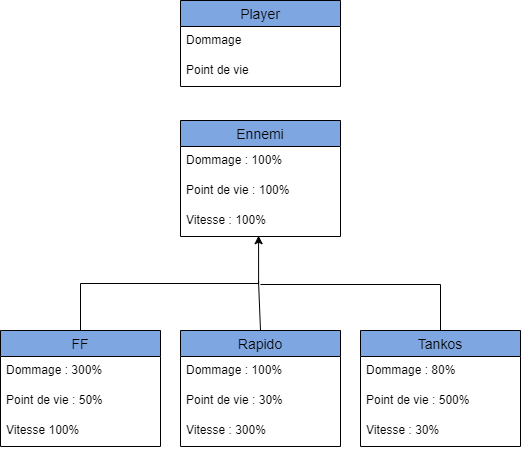 Player
Dommage
Point de vie
Ennemi
Dommage : 100%
Point de vie : 100%
Vitesse : 100%
FF
Dommage : 300%
Point de vie : 50%
Vitesse 100%
Rapido
Dommage : 100%
Point de vie : 30%
Vitesse : 300%
Tankos
Dommage : 80%
Point de vie : 500%
Vitesse : 30%